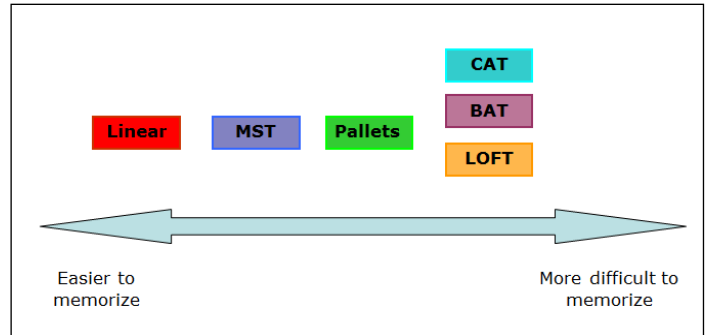 CAT
BAT
Linear
MST
Pallets
LOFT
Easier to
memorize
More difficult to
memorize